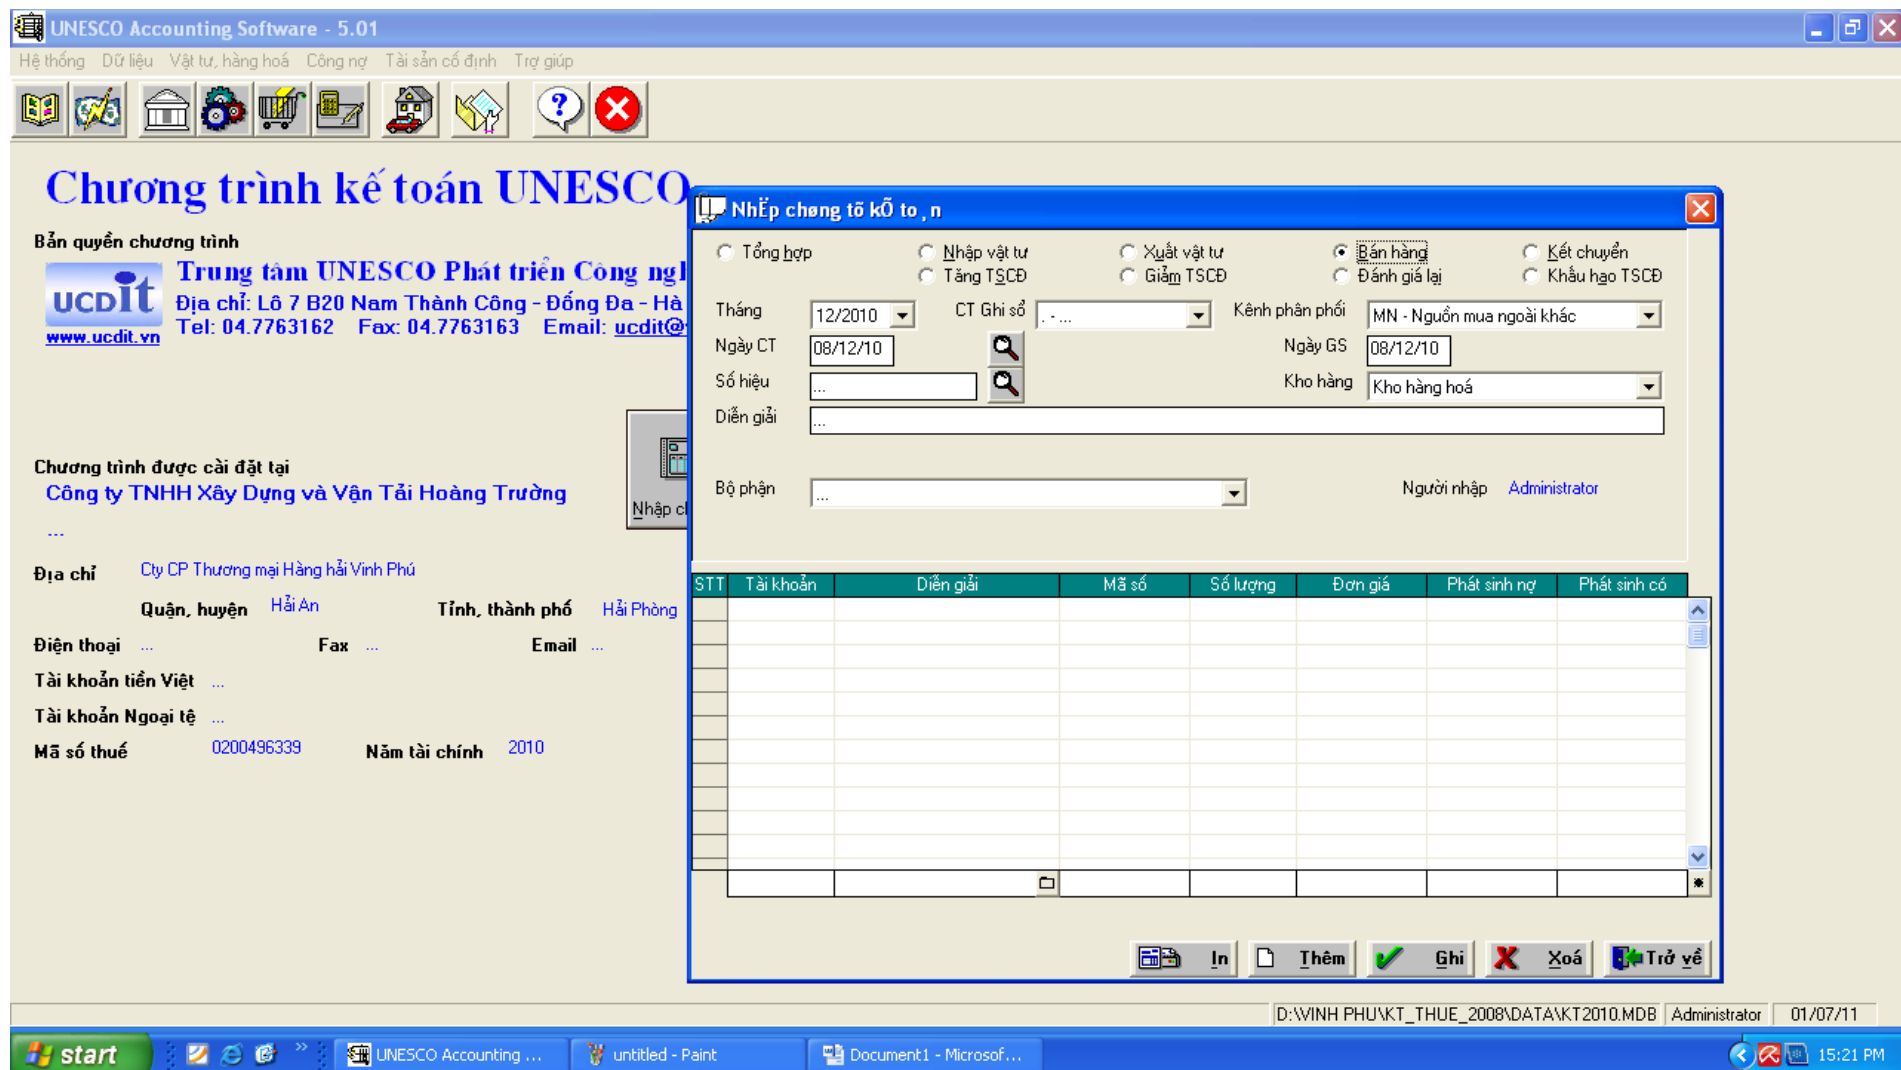 UNESCO Accounting Software - 5.01
Hệ thống Dữ liệu Vật tư, hàng hoá Công nợ Tài sản cố định Trợ giúp
Chương trình kế toán UNESCO
Bản quyền chương trình
UCDiT
www.ucdit.vn
Trung tâm UNESCO Phát triển Công ng
Địa chỉ: Lô 7 B20 Nam Thành Công - Đống Đa - Hà
Tel: 04.7763162 Fax: 04.7763163 Email: ucdit@
Nhập c
Chương trình được cài đặt tại
Công ty TNHH Xây Dựng và Vận Tải Hoàng Trường
...
Địa chỉ Cty CP Thương mại Hàng hải Vinh Phú
Quận, huyện Hải An Tỉnh, thành phố Hải Phòng
Điện thoại ... Fax ... Email ...
Tài khoản tiền Việt ...
Tài khoản Ngoại tệ ...
Mã số thuế 0200496339 Năm tài chính 2010
NhËp chøng tõ kÕ to¸n
Tổng hợp Nhập vật tư Xuất vật tư Bán hàng Kết chuyển
Tăng TSCĐ Giảm TSCĐ Đánh giá lại Khấu hạo TSCĐ
Tháng 12/2010 CT Ghi sổ . - ... Kênh phân phối MN - Nguồn mua ngoài khác
Ngày CT 08/12/10 Ngày GS 08/12/10
Số hiệu ... Kho hàng Kho hàng hoá
Diễn giải ...
Bộ phận ... Người nhập Administrator
STT Tài khoản Diễn giải Mã số Số lượng Đơn giá Phát sinh nợ Phát sinh có
In Thêm Ghi Xoá Trở về
D:\VINH PHU\KT_THUE_2008\DATA\KT2010.MDB Administrator 01/07/11
start UNESCO Accounting ... untitled - Paint Document1 - Microsof... 15:21 PM